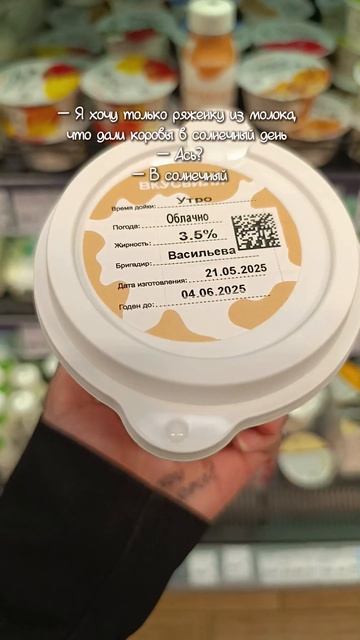 — Я хочу только ряженку из молока,
что дали коровы в солнечный день
— Ась?
— В солнечный
ВКУСВИЛЛ
Время дойки: Утро
Погода: Облачно
Жирность: 3.5%
Бригадир: Васильева
Дата изготовления: 21.05.2025
Годен до: 04.06.2025